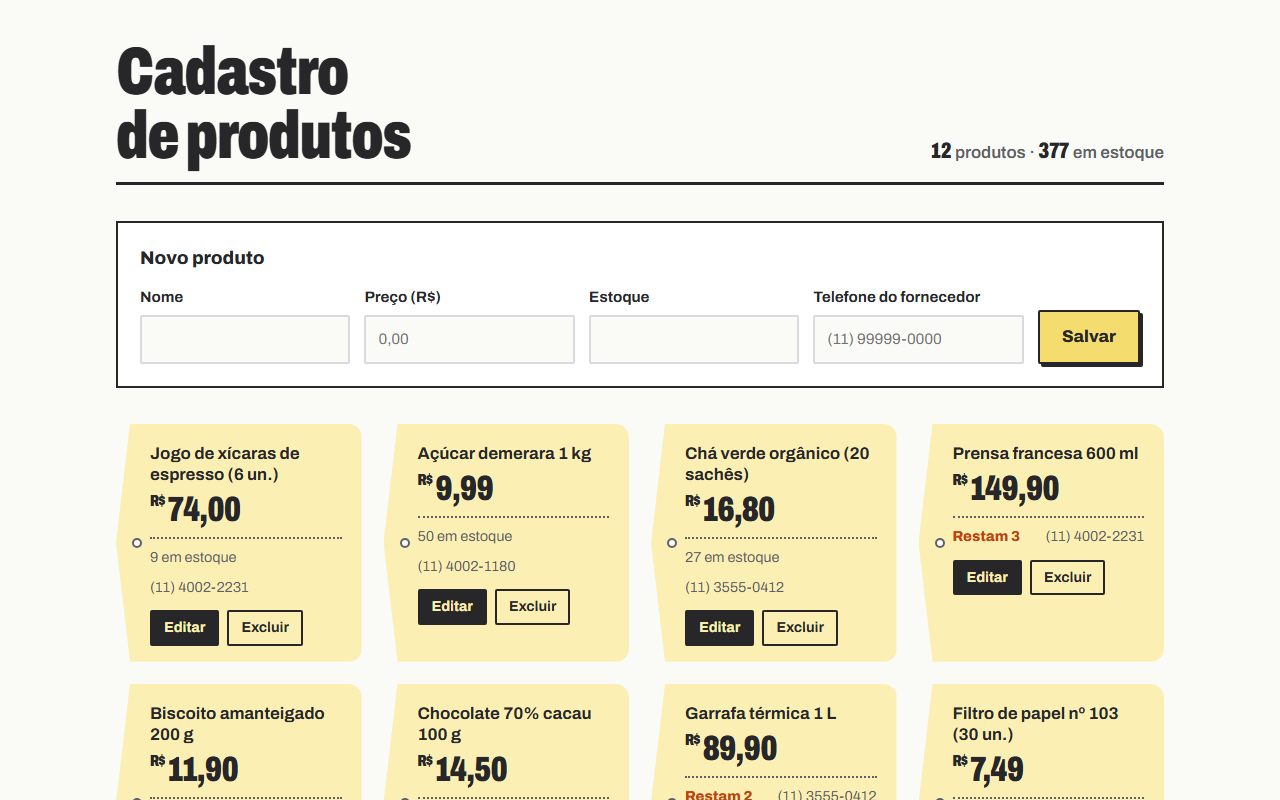 Cadastro
de produtos
12 produtos · 377 em estoque
Novo produto
Nome
Preço (R$)
Estoque
Telefone do fornecedor
0,00
(11) 99999-0000
Salvar
Jogo de xícaras de
espresso (6 un.)
R$ 74,00
9 em estoque
(11) 4002-2231
Editar
Excluir
Açúcar demerara 1 kg
R$ 9,99
50 em estoque
(11) 4002-1180
Editar
Excluir
Chá verde orgânico (20
sachês)
R$ 16,80
27 em estoque
(11) 3555-0412
Editar
Excluir
Prensa francesa 600 ml
R$ 149,90
Restam 3
(11) 4002-2231
Editar
Excluir
Biscoito amanteigado
200 g
R$ 11,90
Chocolate 70% cacau
100 g
R$ 14,50
Garrafa térmica 1 L
R$ 89,90
Restam 2
(11) 3555-0412
Filtro de papel nº 103
(30 un.)
R$ 7,49